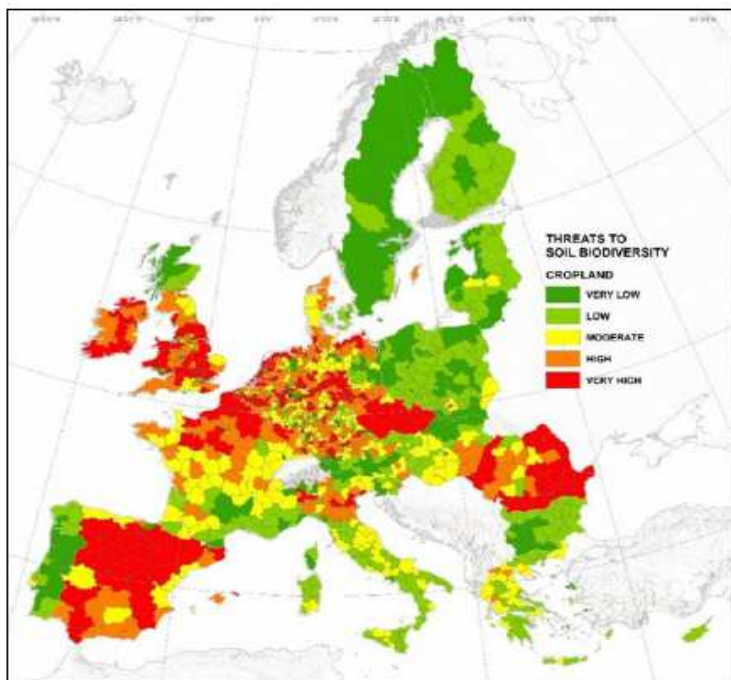 THREATS TO
SOIL BIODIVERSITY
CROPLAND
VERY LOW
LOW
MODERATE
HIGH
VERY HIGH